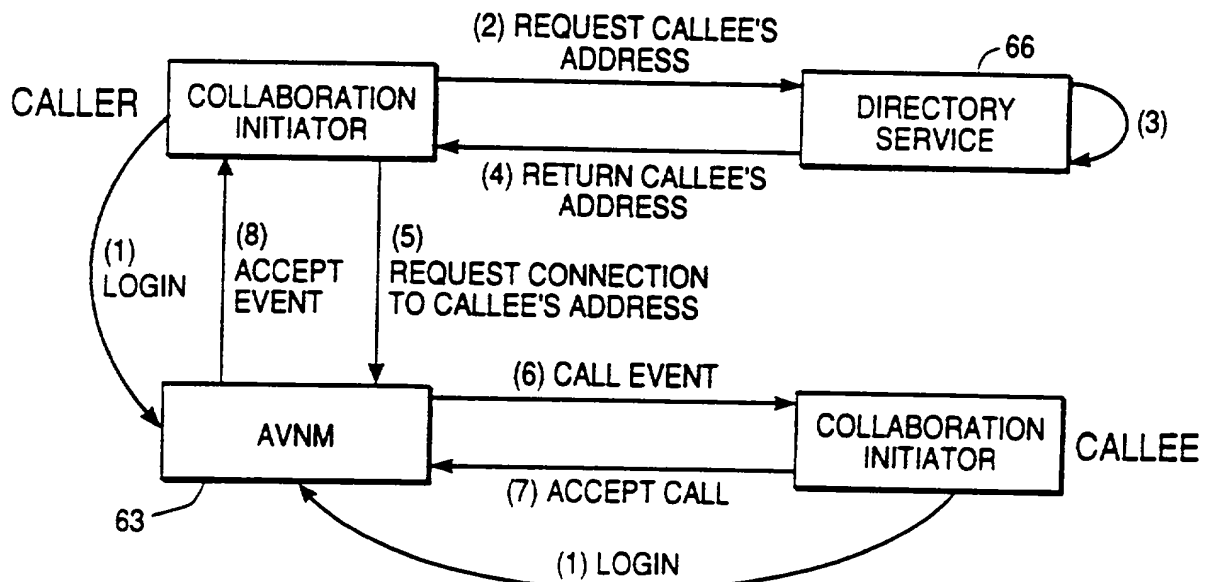 (2) REQUEST CALLEE'S
ADDRESS
66
CALLER
COLLABORATION
INITIATOR
DIRECTORY
SERVICE
(3)
(4) RETURN CALLEE'S
ADDRESS
(1)
LOGIN
(8)
ACCEPT
EVENT
(5)
REQUEST CONNECTION
TO CALLEE'S ADDRESS
(6) CALL EVENT
AVNM
COLLABORATION
INITIATOR
CALLEE
(7) ACCEPT CALL
63
(1) LOGIN